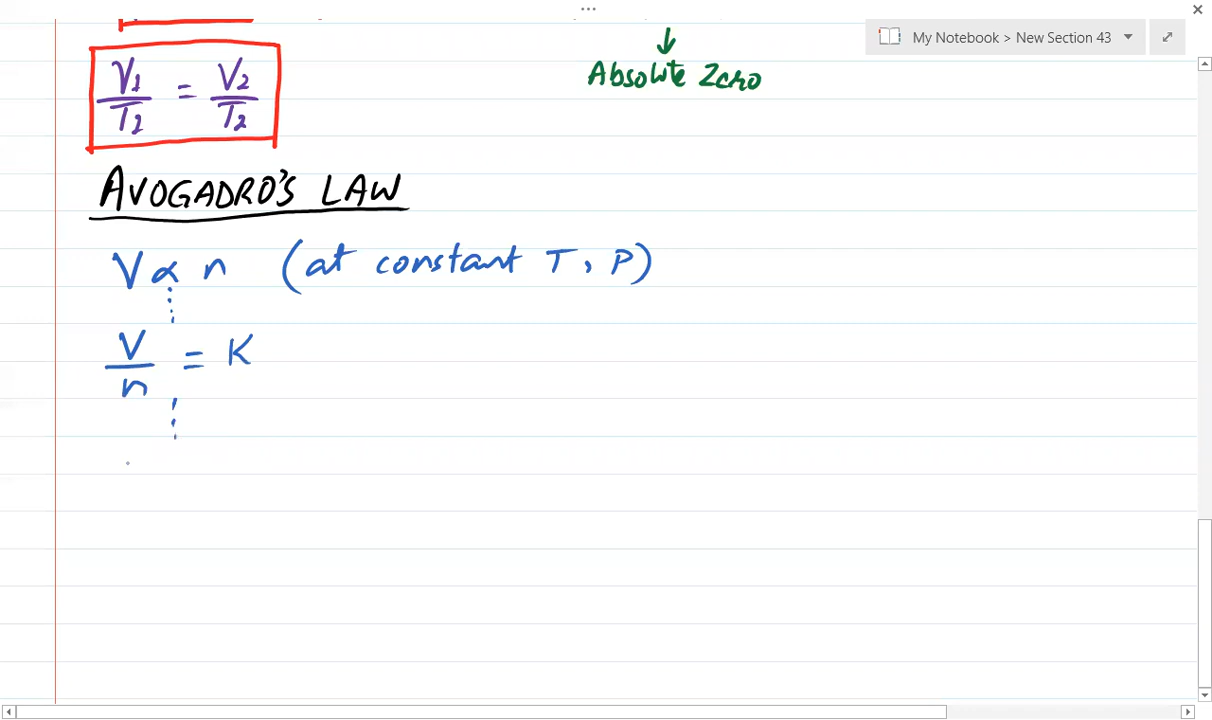 ...
My Notebook > New Section 43
V1/T2 = V2/T2
Absolute Zero
AVOGADRO'S LAW
V ∝ n (at constant T, P)
V/n = K